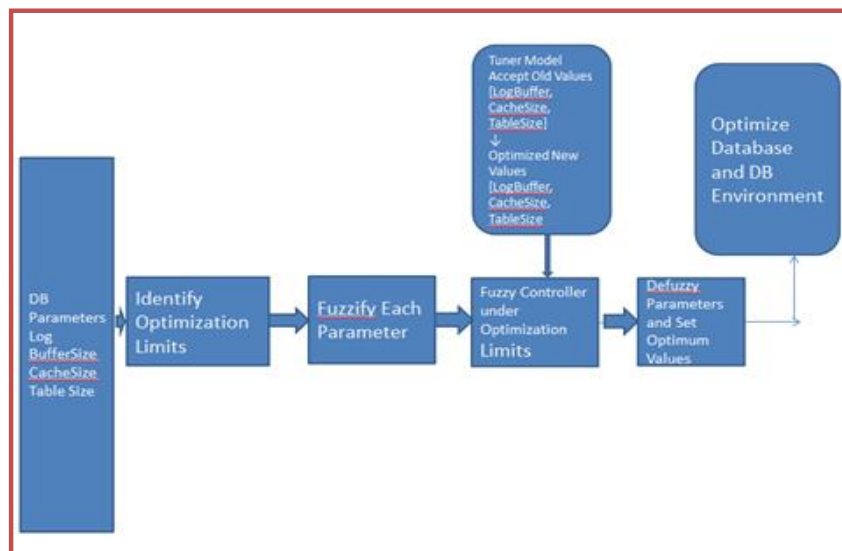 DB
Parameters
Log
BufferSize
CacheSize
Table Size
Identify
Optimization
Limits
Fuzzify Each
Parameter
Tuner Model
Accept Old Values
[LogBuffer,
CacheSize,
TableSize]
↓
Optimized New
Values
[LogBuffer,
CacheSize,
TableSize
Fuzzy Controller
under
Optimization
Limits
Defuzzy
Parameters
and Set
Optimum
Values
Optimize
Database
and DB
Environment